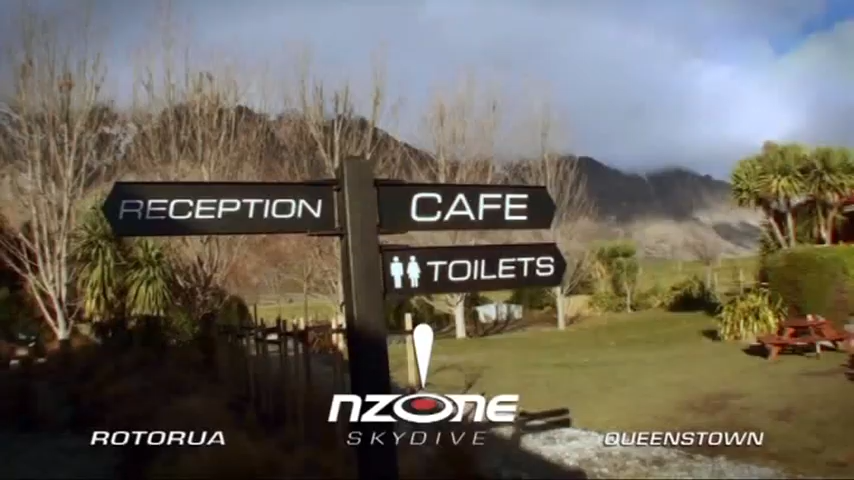 RECEPTION
CAFE
TOILETS
NZONE
SKYDIVE
ROTORUA
QUEENSTOWN